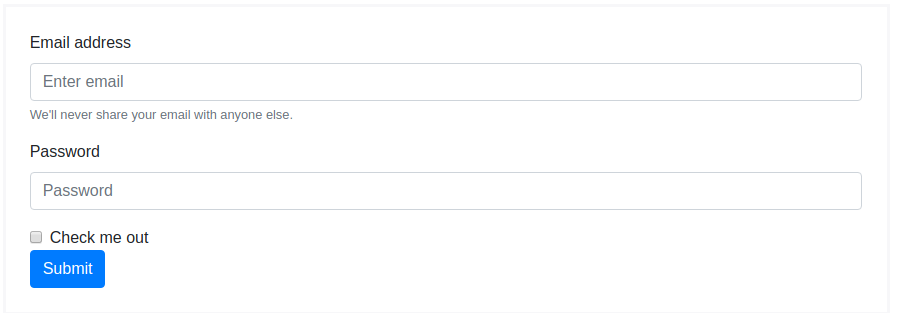 Email address
Enter email
We'll never share your email with anyone else.
Password
Password
Check me out
Submit